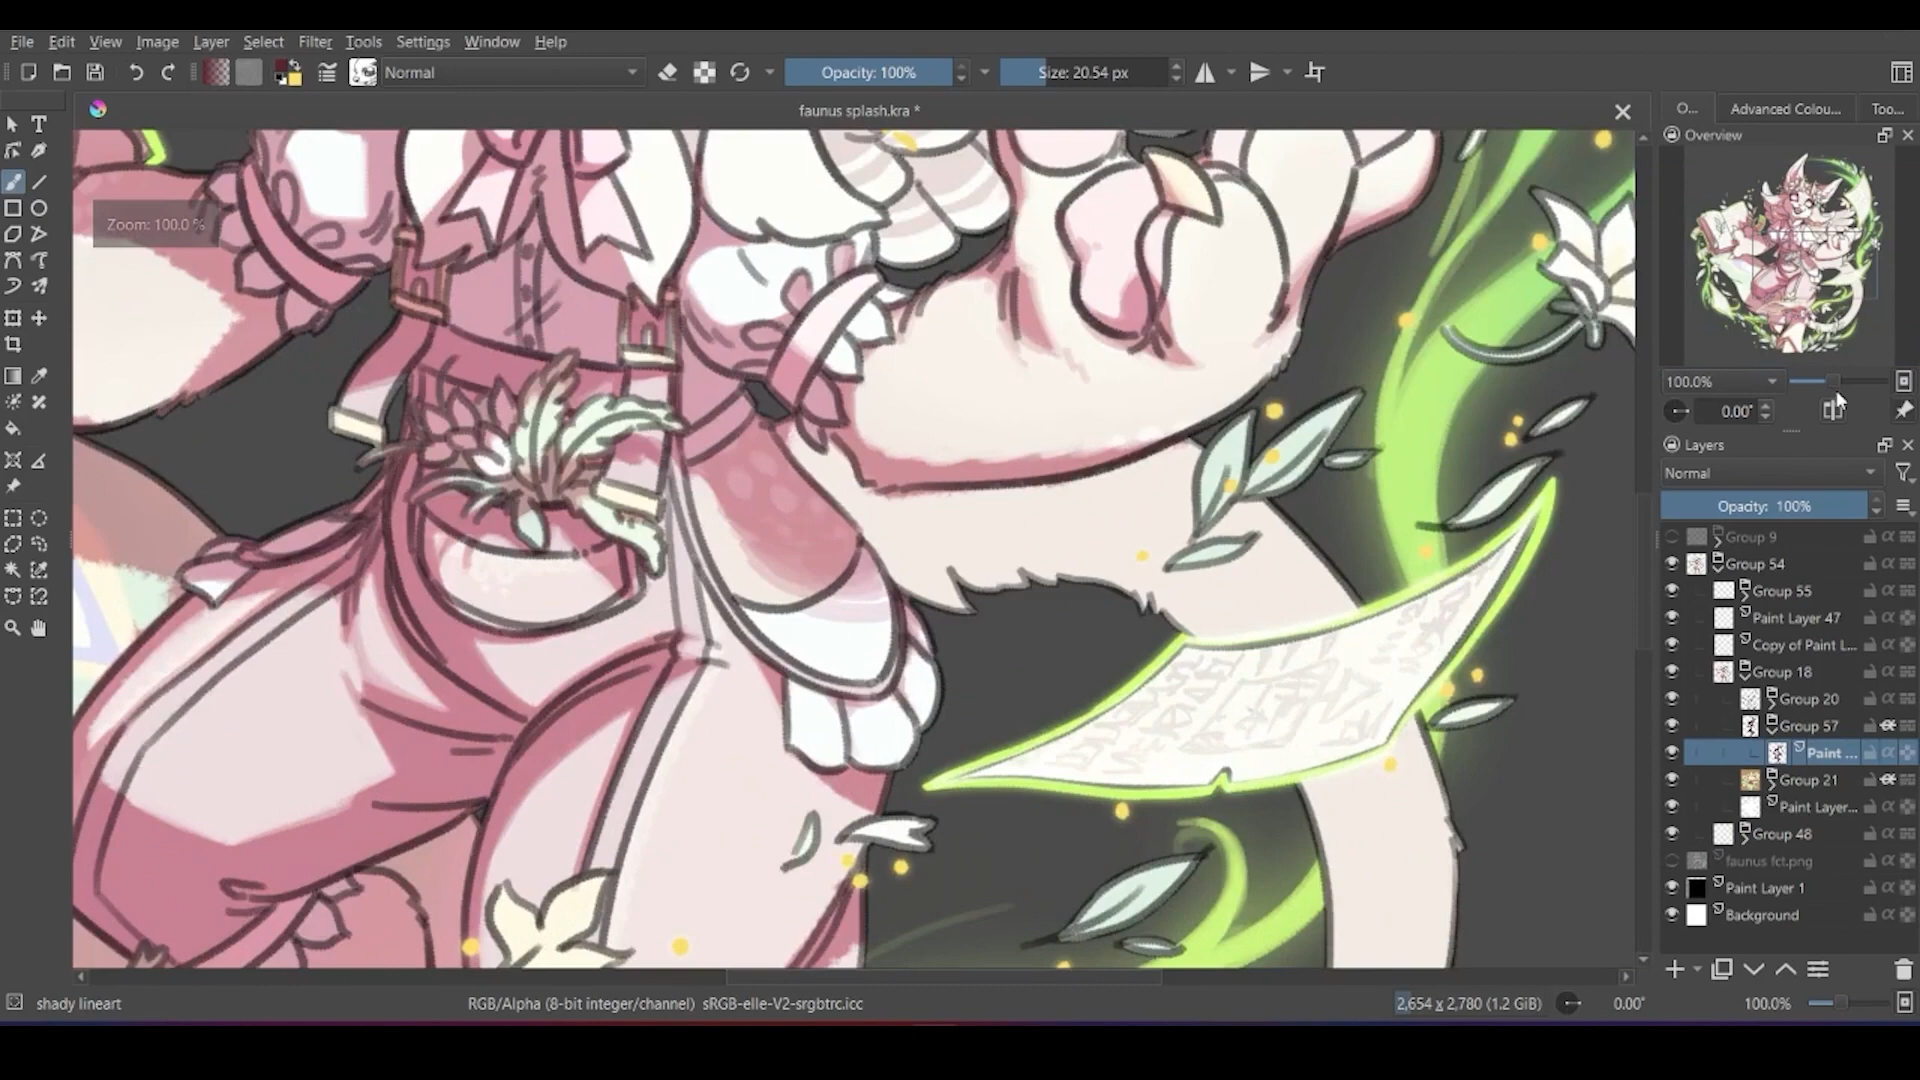 File Edit View Image Layer Select Filter Tools Settings Window Help
Normal Opacity: 100% Size: 20.54 px
faunus splash.kra *
O... Advanced Colou... Too...
Overview
Zoom: 100.0 %
100.0%
0.00°
Layers
Normal
Opacity: 100%
Group 9
Group 54
Group 55
Paint Layer 47
Copy of Paint L...
Group 18
Group 20
Group 57
Paint ...
Group 21
Paint Layer...
Group 48
faunus fct.png
Paint Layer 1
Background
shady lineart RGB/Alpha (8-bit integer/channel) sRGB-elle-V2-srgbtrc.icc 2,654 x 2,780 (1.2 GiB) 0.00° 100.0%